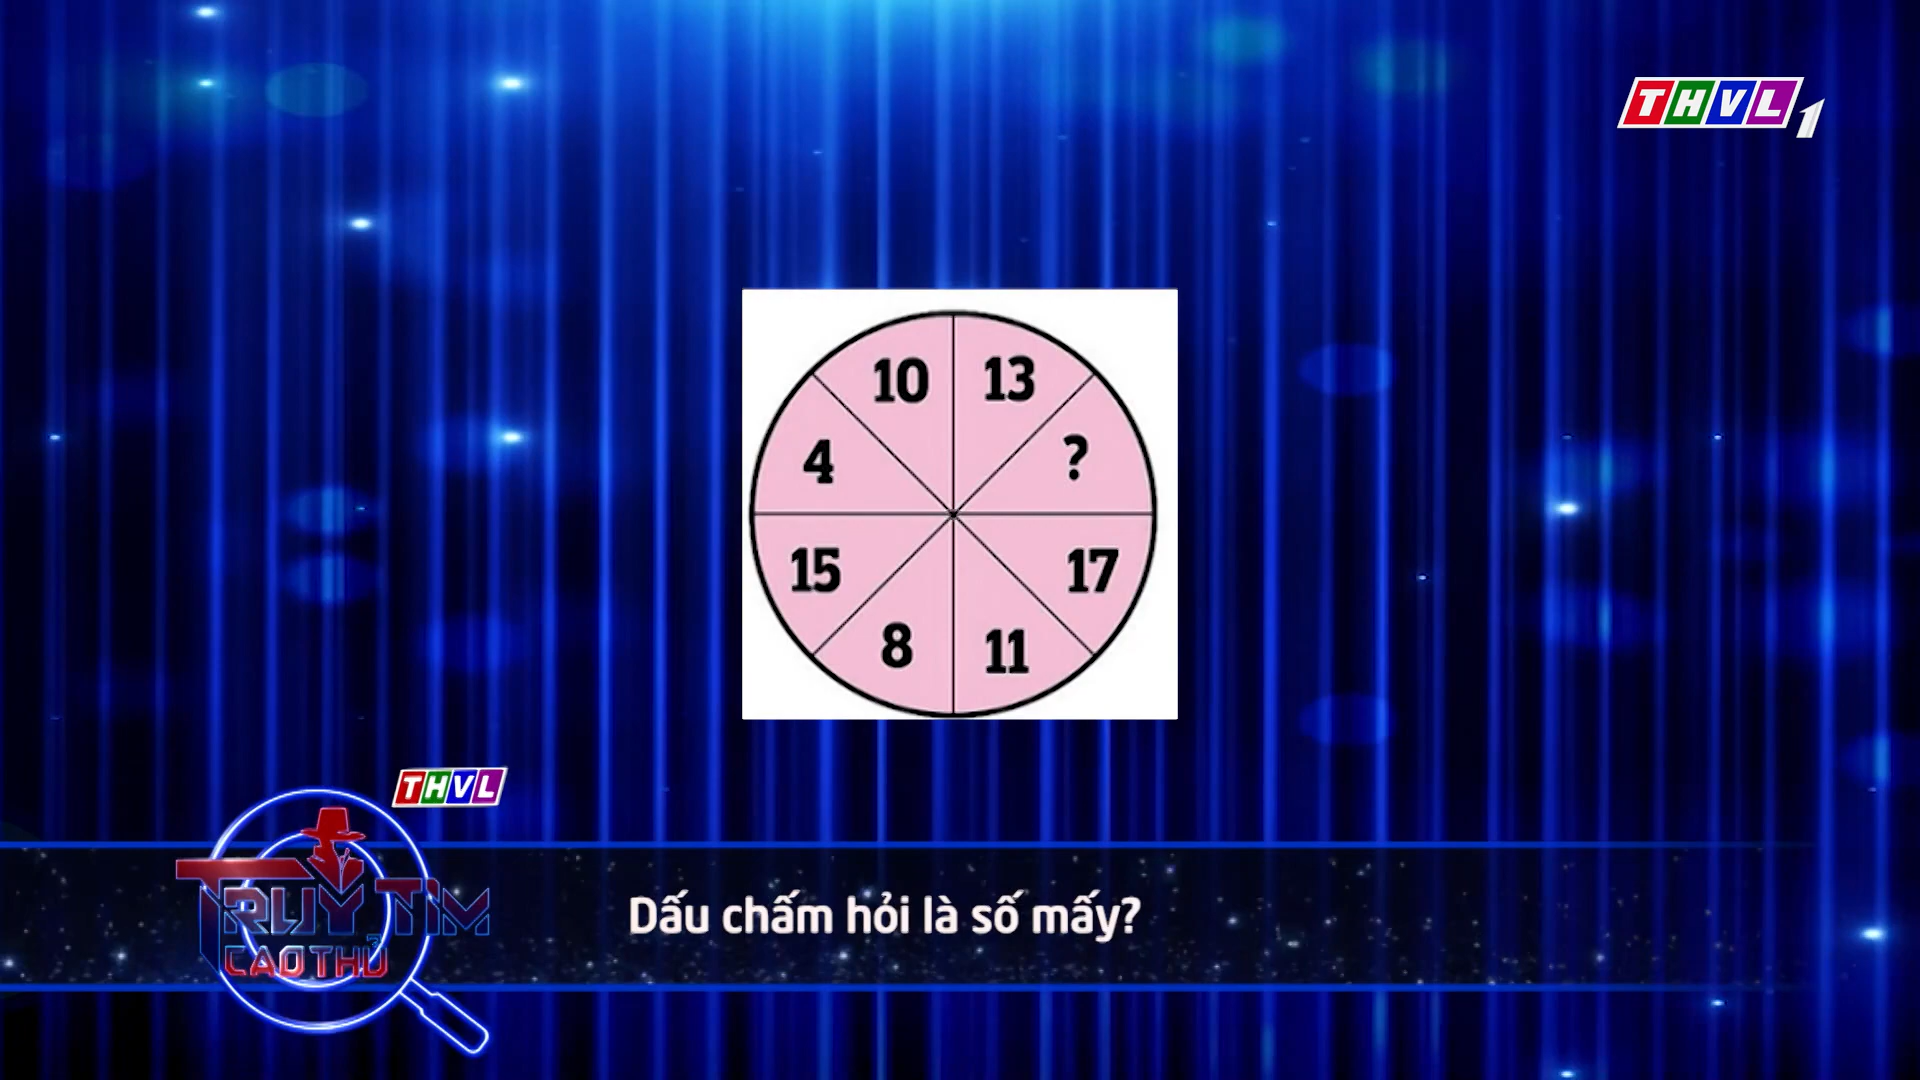 THVL1
10 13
4 ?
15 17
8 11
THVL
TRUY TÌM
CAO THỦ
Dấu chấm hỏi là số mấy?